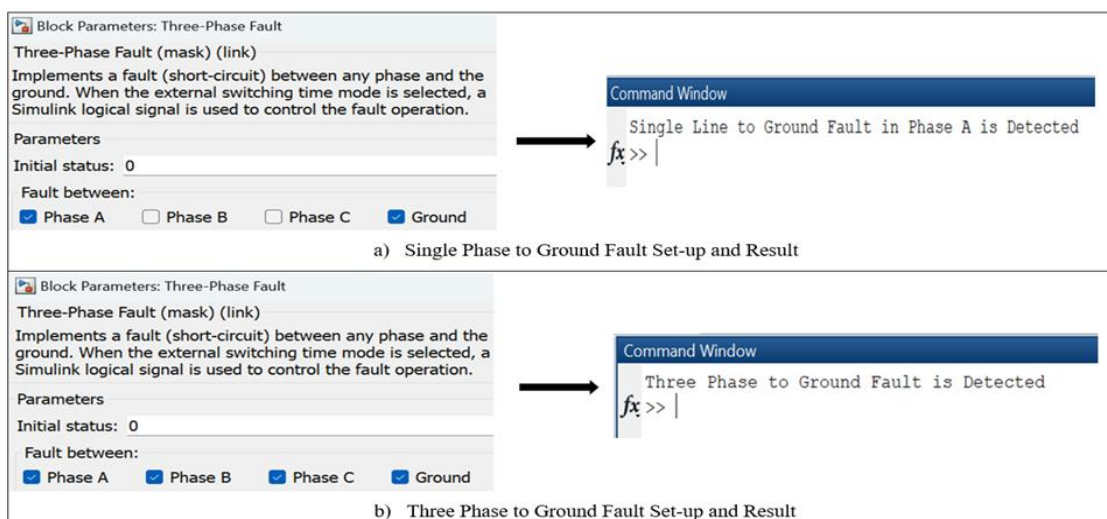 Block Parameters: Three-Phase Fault
Three-Phase Fault (mask) (link)
Implements a fault (short-circuit) between any phase and the
ground. When the external switching time mode is selected, a
Simulink logical signal is used to control the fault operation.
Parameters
Initial status: 0
Fault between:
Phase A Phase B Phase C Ground
Command Window
Single Line to Ground Fault in Phase A is Detected
fx >>
a) Single Phase to Ground Fault Set-up and Result
Block Parameters: Three-Phase Fault
Three-Phase Fault (mask) (link)
Implements a fault (short-circuit) between any phase and the
ground. When the external switching time mode is selected, a
Simulink logical signal is used to control the fault operation.
Parameters
Initial status: 0
Fault between:
Phase A Phase B Phase C Ground
Command Window
Three Phase to Ground Fault is Detected
fx >>
b) Three Phase to Ground Fault Set-up and Result